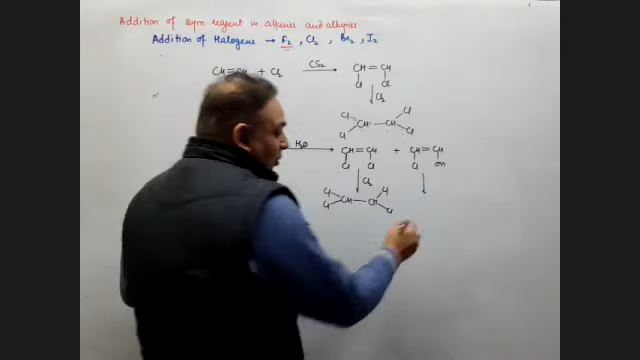 Addition of sym reagent in alkenes and alkynes
Addition of Halogens → F₂, Cl₂, Br₂, I₂
CH≡CH + Cl₂ CS₂→ CH=CH
Cl Cl
↓ Cl₂
Cl Cl
CH—CH
Cl Cl
H₂O→ CH=CH + CH=CH
Cl Cl Cl OH
↓ Cl₂ ↓
Cl Cl
CH—CH
Cl Cl